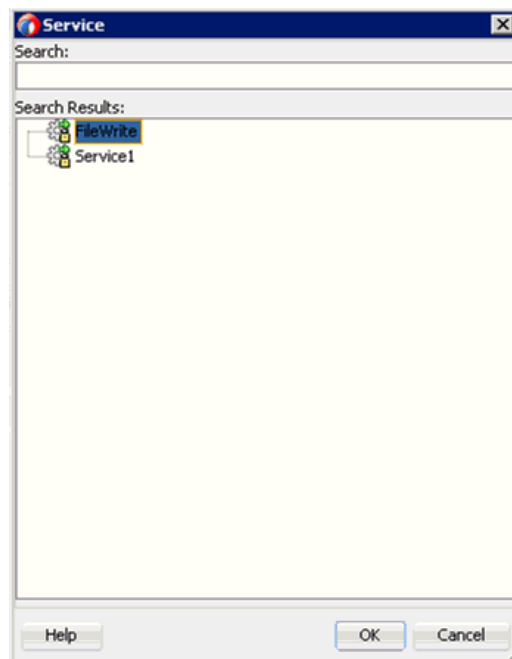 Service
Search:
Search Results:
FileWrite
Service1
Help
OK
Cancel